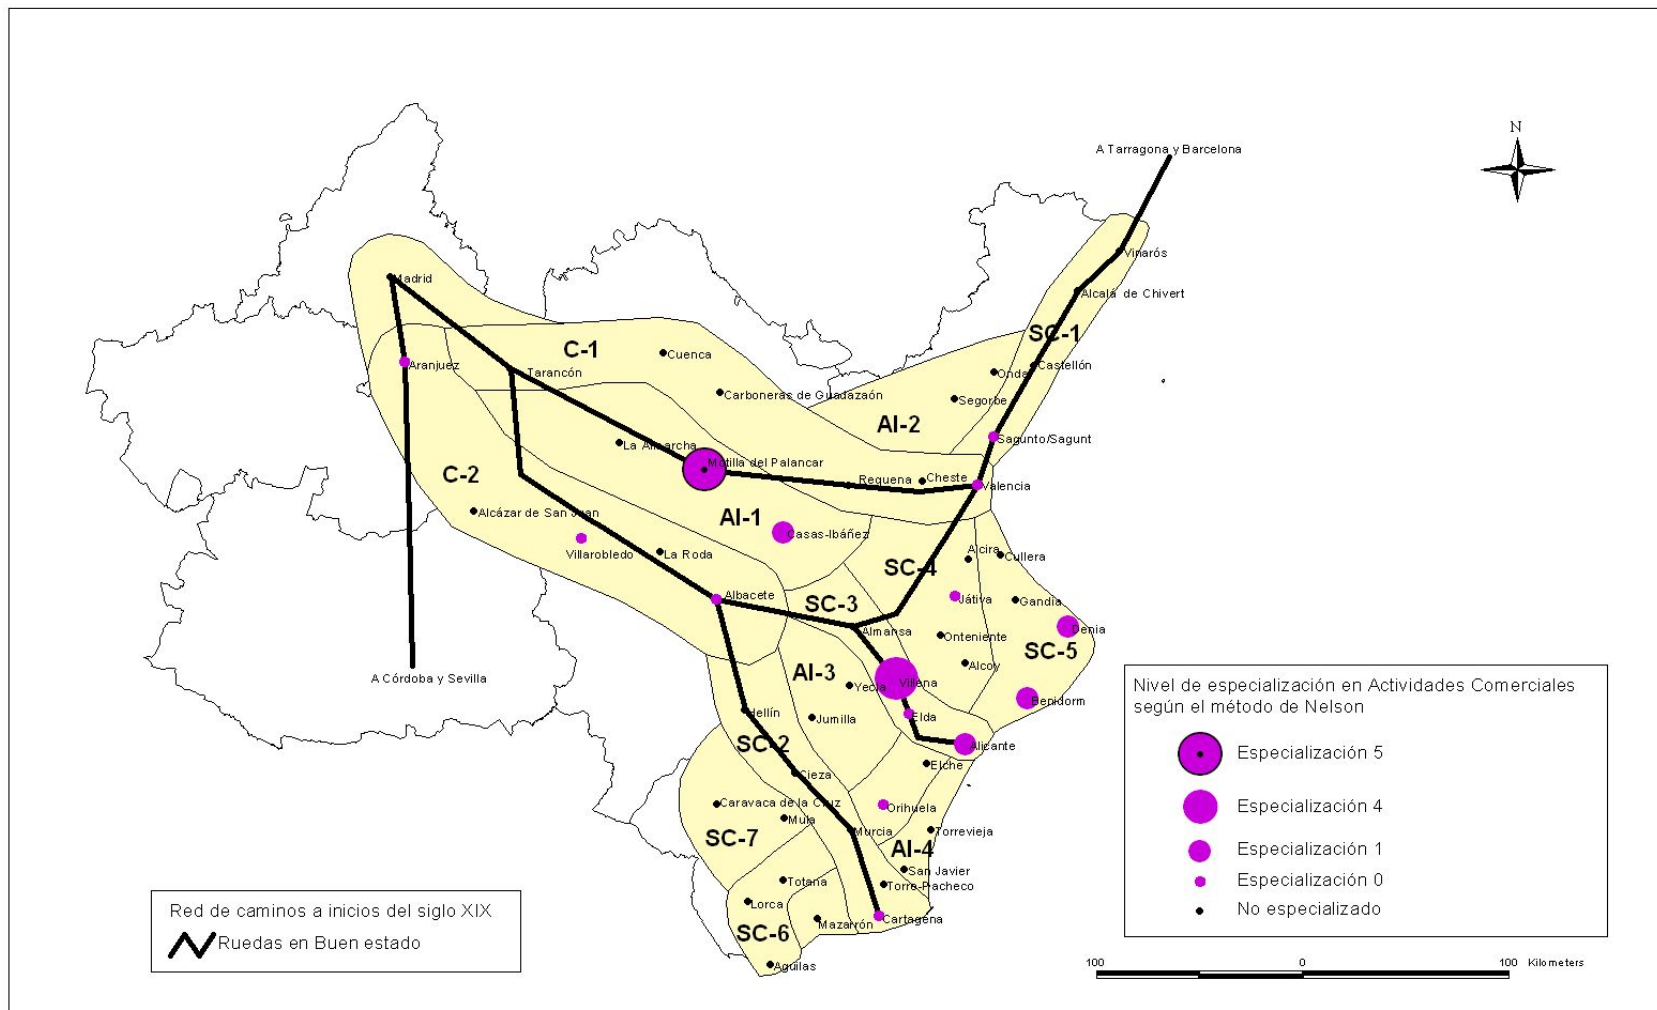 N
A Tarragona y Barcelona
Vinarós
Madrid
Alcalá de Chivert
SC-1
C-1
Cuenca
Aranjuez
Tarancón
Castellón
Onda
Carboneras de Guadazaón
Segorbe
AI-2
La Almarcha
Sagunto/Sagunt
Motilla del Palancar
C-2
Requena
Cheste
Valencia
Alcázar de San Juan
AI-1
Casas-Ibáñez
Villarobledo
La Roda
Alcira
Cullera
SC-4
Albacete
SC-3
Játiva
Gandia
Almansa
Denia
Onteniente
SC-5
Alcoy
A Córdoba y Sevilla
AI-3
Yecla
Villena
Benidorm
Hellín
Jumilla
Elda
SC-2
Alicante
Cieza
Elche
Caravaca de la Cruz
Orihuela
Mula
Murcia
Torrevieja
SC-7
AI-4
San Javier
Totana
Torre-Pacheco
Lorca
Mazarrón
Cartagena
SC-6
Aguilas
Nivel de especialización en Actividades Comerciales
según el método de Nelson
Especialización 5
Especialización 4
Especialización 1
Especialización 0
No especializado
Red de caminos a inicios del siglo XIX
Ruedas en Buen estado
100 0 100 Kilometers